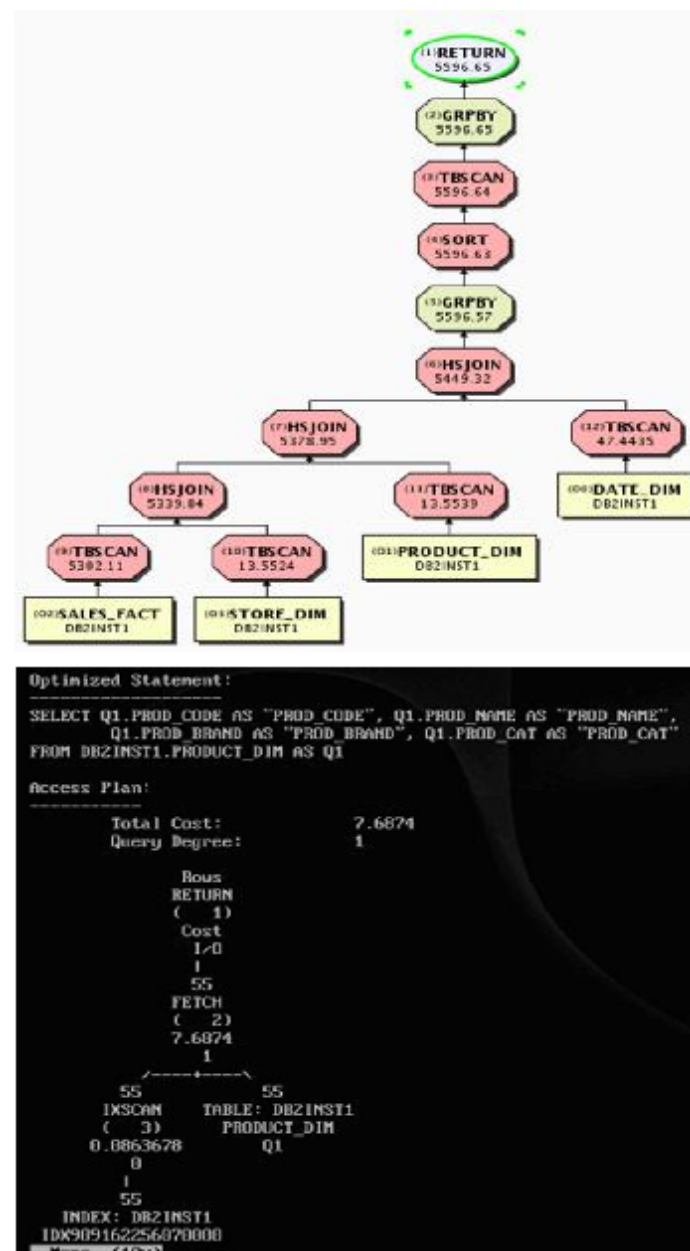 (1)RETURN
5596.65
(2)GRPBY
5596.65
(3)TBSCAN
5596.64
(4)SORT
5596.63
(5)GRPBY
5596.57
(6)HSJOIN
5449.32
(7)HSJOIN
5378.95
(12)TBSCAN
47.4435
(8)HSJOIN
5339.84
(11)TBSCAN
13.5539
DATE_DIM
DB2INST1
(9)TBSCAN
5302.11
(10)TBSCAN
13.5524
PRODUCT_DIM
DB2INST1
SALES_FACT
DB2INST1
STORE_DIM
DB2INST1
Optimized Statement:
-------------------
SELECT Q1.PROD_CODE AS "PROD_CODE", Q1.PROD_NAME AS "PROD_NAME",
Q1.PROD_BRAND AS "PROD_BRAND", Q1.PROD_CAT AS "PROD_CAT"
FROM DB2INST1.PRODUCT_DIM AS Q1
Access Plan:
-----------
Total Cost: 7.6874
Query Degree: 1
Rows
RETURN
( 1)
Cost
I/O
|
55
FETCH
( 2)
7.6874
1
/----+----\
55 55
IXSCAN TABLE: DB2INST1
( 3) PRODUCT_DIM
0.0863678 Q1
0
|
55
INDEX: DB2INST1
IDX909162256070000